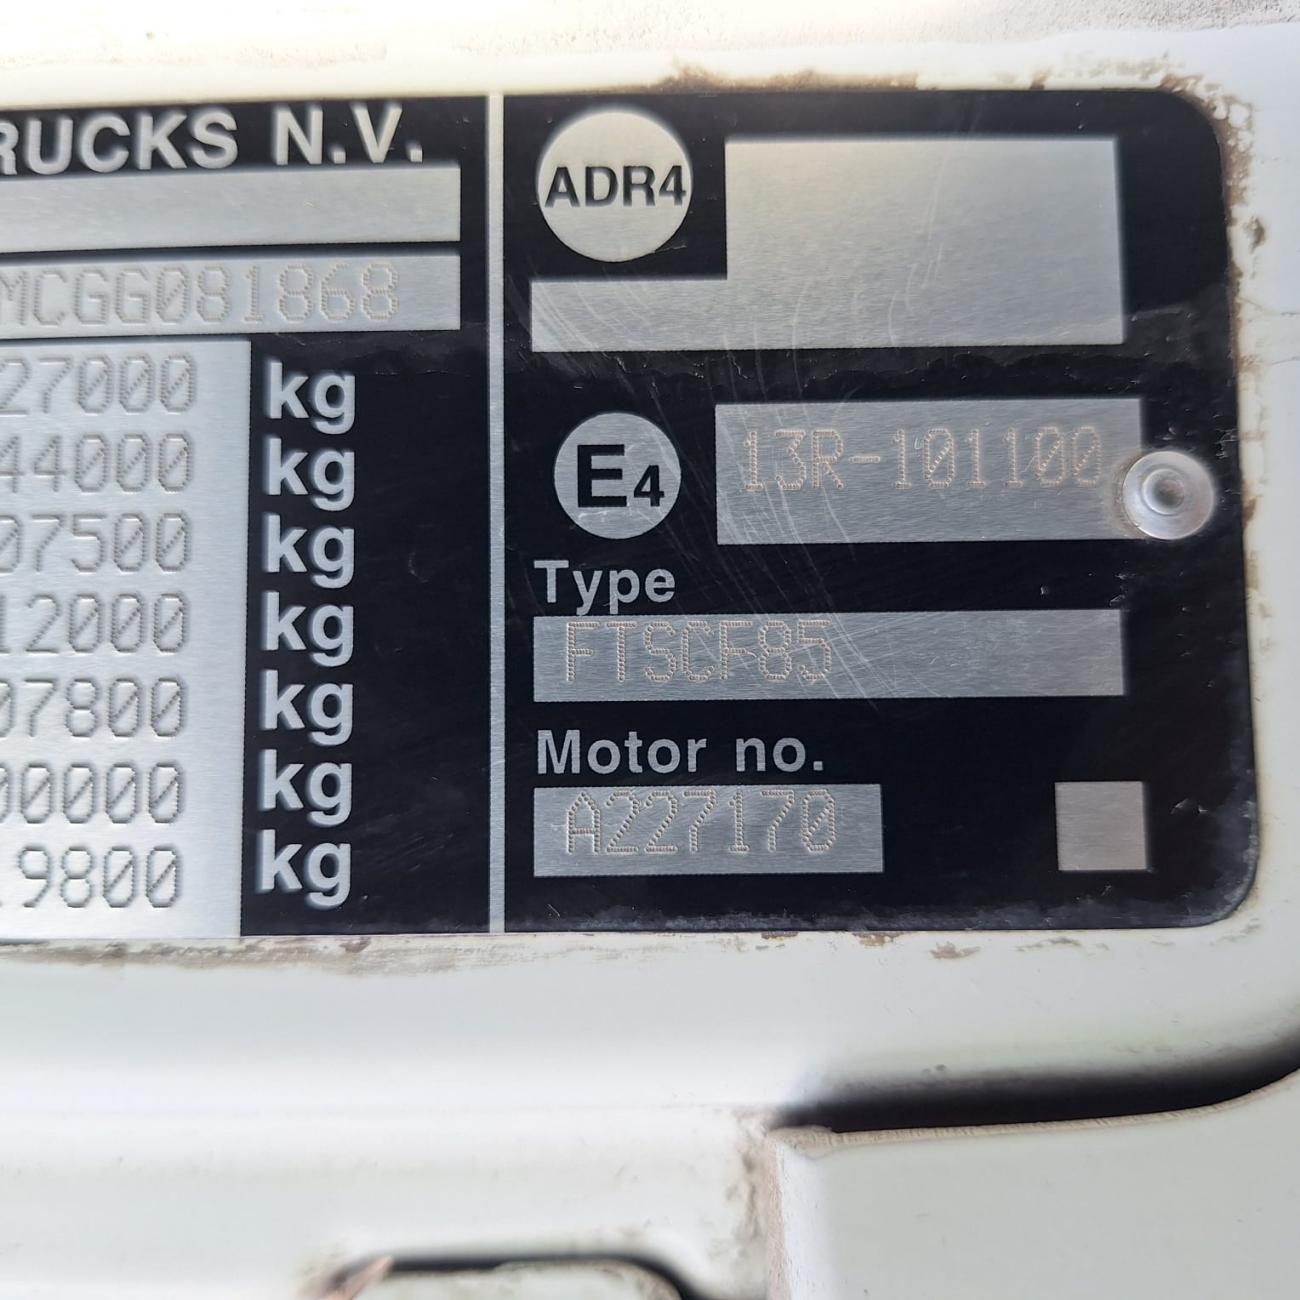 RUCKS N.V.
MCGG081868
27000 kg
44000 kg
07500 kg
12000 kg
07800 kg
00000 kg
19800 kg
ADR4
E4 13R-101100
Type
FTSCF85
Motor no.
A227170